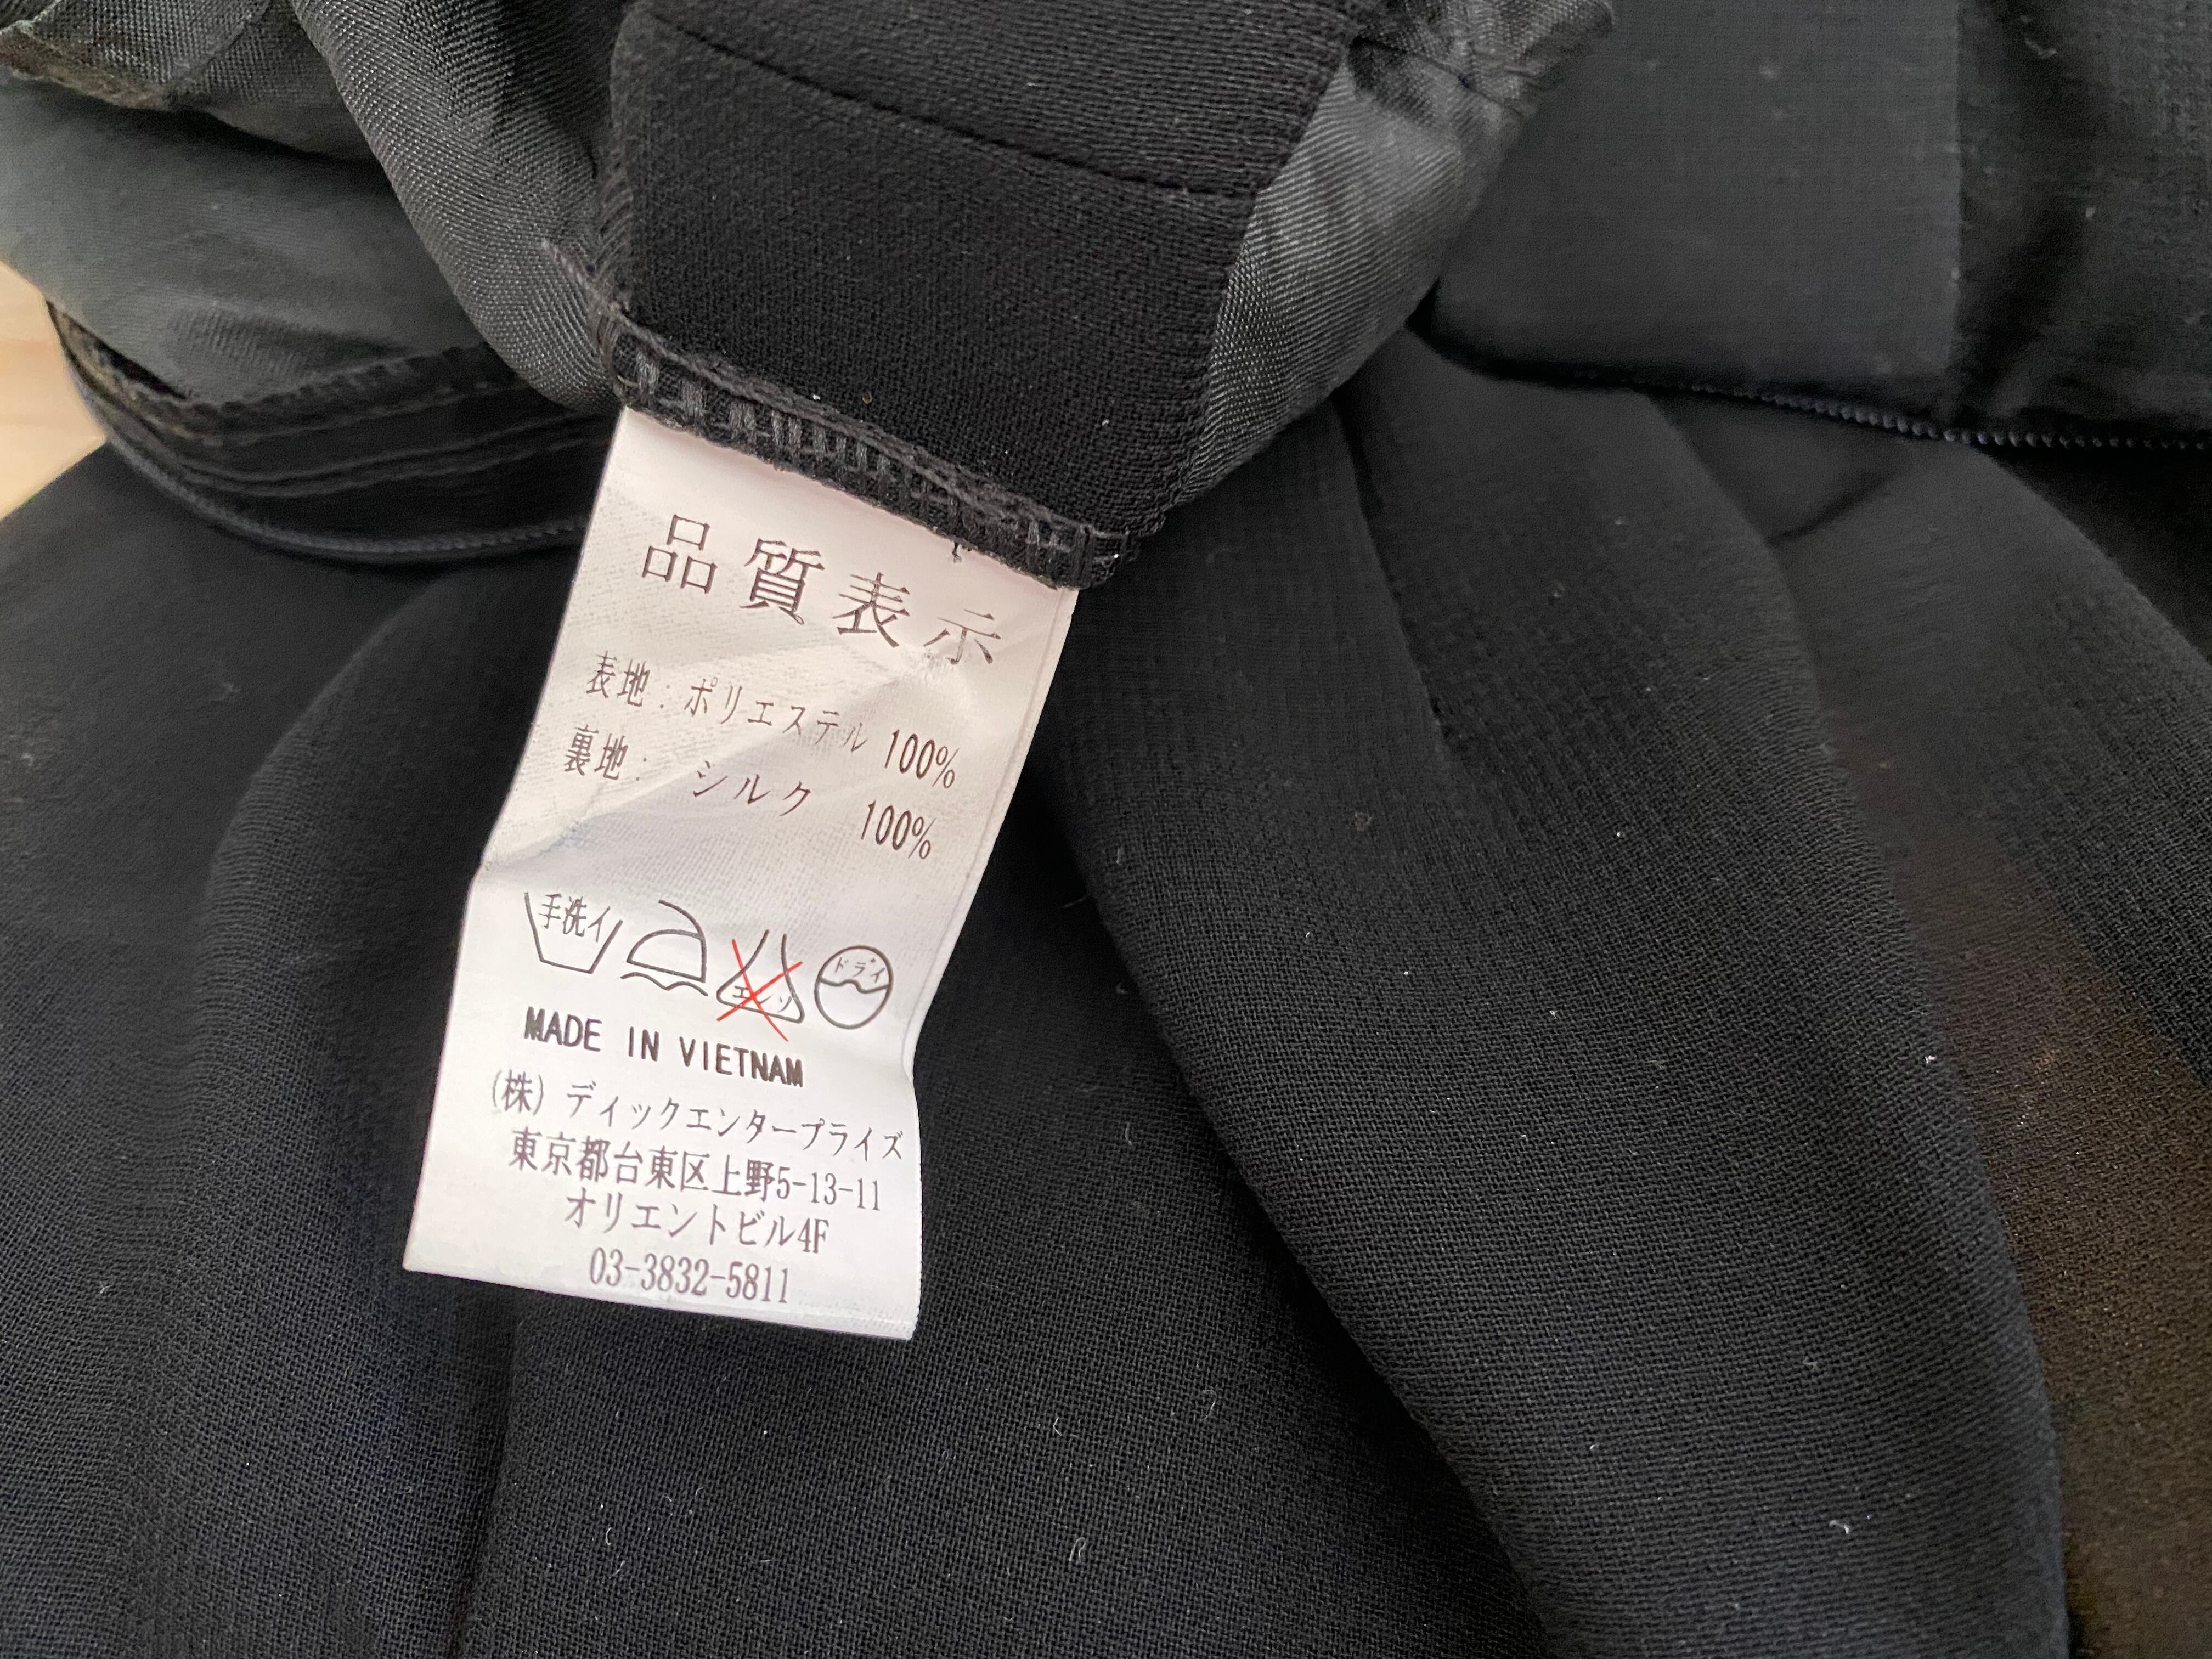 品質表示
表地：ポリエステル 100%
裏地： シルク 100%
手洗イ エンソ ドライ
MADE IN VIETNAM
(株) ディックエンタープライズ
東京都台東区上野5-13-11
オリエントビル4F
03-3832-5811